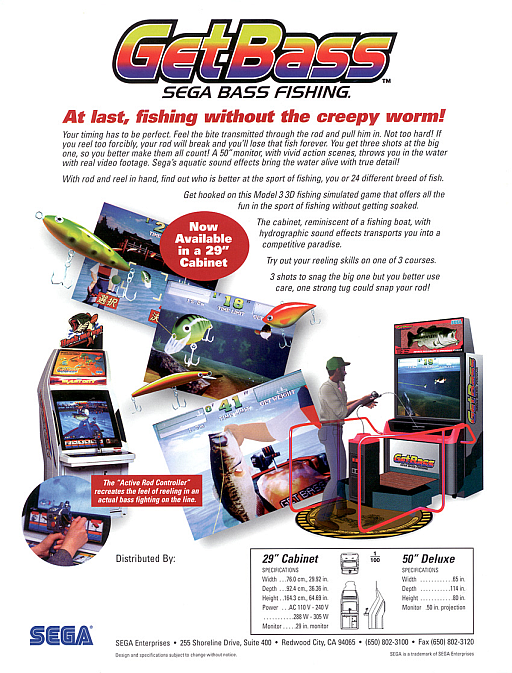 GetBass™
SEGA BASS FISHING.
At last, fishing without the creepy worm!
Your timing has to be perfect. Feel the bite transmitted through the rod and pull him in. Not too hard! If
you reel too forcibly, your rod will break and you'll lose that fish forever. You get three shots at the big
one, so you better make them all count! A 50" monitor, with vivid action scenes, throws you in the water
with real video footage. Sega's aquatic sound effects bring the water alive with true detail!
With rod and reel in hand, find out who is better at the sport of fishing, you or 24 different breed of fish.
Get hooked on this Model 3 3D fishing simulated game that offers all the
fun in the sport of fishing without getting soaked.
The cabinet, reminiscent of a fishing boat, with
hydrographic sound effects transports you into a
competitive paradise.
Try out your reeling skills on one of 3 courses.
3 shots to snag the big one but you better use
care, one strong tug could snap your rod!
Now
Available
in a 29"
Cabinet
選択
18
0'41"
SEGA
GetBass
GetBass
GET BASS
The "Active Rod Controller"
recreates the feel of reeling in an
actual bass fighting on the line.
Distributed By:
29" Cabinet
SPECIFICATIONS
Width ...76.0 cm., 29.92 in.
Depth ...92.4 cm., 36.36 in.
Height ..164.3 cm., 64.69 in.
Power ...AC 110 V - 240 V
..........288 W - 305 W
Monitor ....29 in. monitor
1
100
50" Deluxe
SPECIFICATIONS
Width ...........65 in.
Depth ..........114 in.
Height ..........80 in.
Monitor .50 in. projection
SEGA®
SEGA Enterprises • 255 Shoreline Drive, Suite 400 • Redwood City, CA 94065 • (650) 802-3100 • Fax (650) 802-3120
Design and specifications subject to change without notice.
SEGA is a trademark of SEGA Enterprises